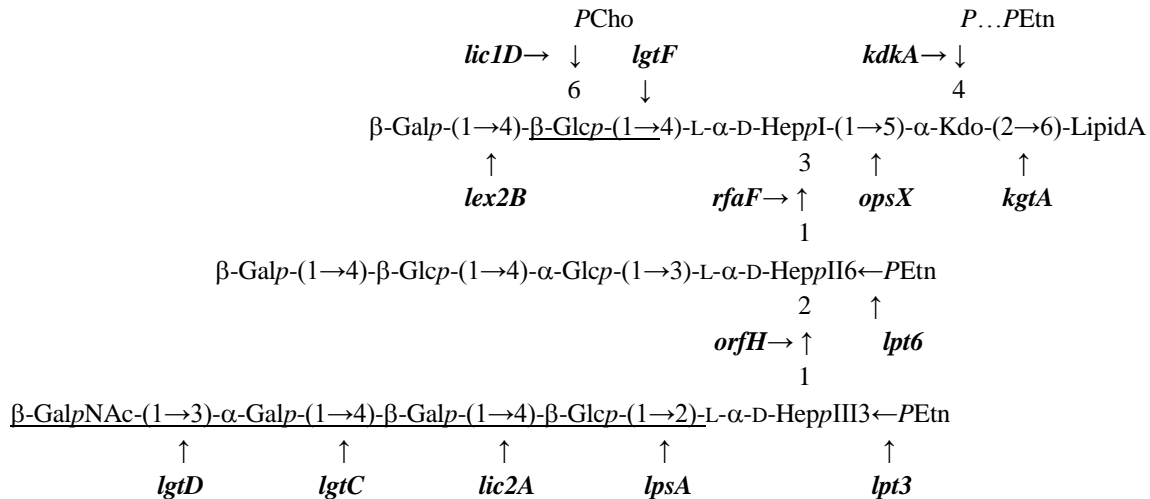 PCho P…PEtn
lic1D→ ↓ lgtF kdkA→ ↓
6 ↓ 4
β-Galp-(1→4)-β-Glcp-(1→4)-L-α-D-HeppI-(1→5)-α-Kdo-(2→6)-LipidA
↑ 3 ↑ ↑
lex2B rfaF→ ↑ opsX kgtA
1
β-Galp-(1→4)-β-Glcp-(1→4)-α-Glcp-(1→3)-L-α-D-HeppII6←PEtn
2 ↑
orfH→ ↑ lpt6
1
β-GalpNAc-(1→3)-α-Galp-(1→4)-β-Galp-(1→4)-β-Glcp-(1→2)-L-α-D-HeppIII3←PEtn
↑ ↑ ↑ ↑ ↑
lgtD lgtC lic2A lpsA lpt3